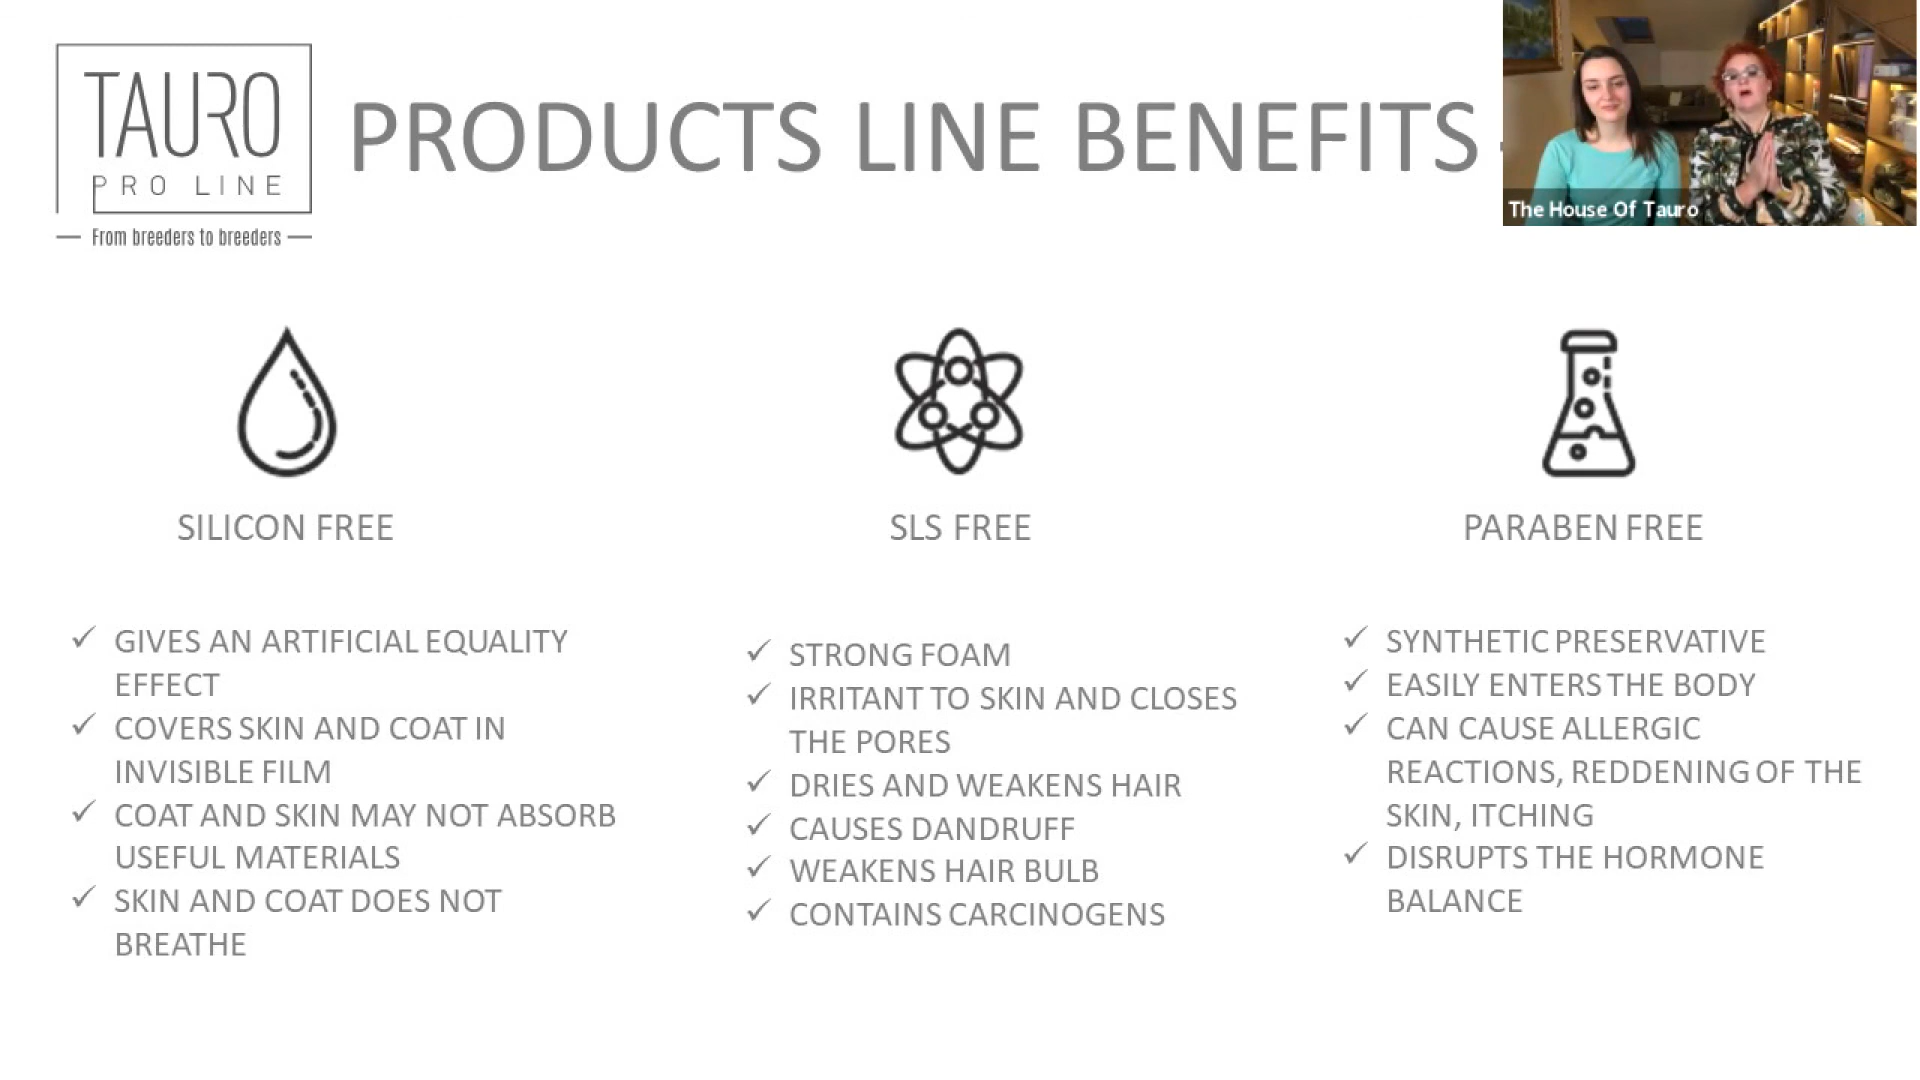 TAURO
PRO LINE
From breeders to breeders
PRODUCTS LINE BENEFITS -
The House Of Tauro
SILICON FREE
GIVES AN ARTIFICIAL EQUALITY
EFFECT
COVERS SKIN AND COAT IN
INVISIBLE FILM
COAT AND SKIN MAY NOT ABSORB
USEFUL MATERIALS
SKIN AND COAT DOES NOT
BREATHE
SLS FREE
STRONG FOAM
IRRITANT TO SKIN AND CLOSES
THE PORES
DRIES AND WEAKENS HAIR
CAUSES DANDRUFF
WEAKENS HAIR BULB
CONTAINS CARCINOGENS
PARABEN FREE
SYNTHETIC PRESERVATIVE
EASILY ENTERS THE BODY
CAN CAUSE ALLERGIC
REACTIONS, REDDENING OF THE
SKIN, ITCHING
DISRUPTS THE HORMONE
BALANCE